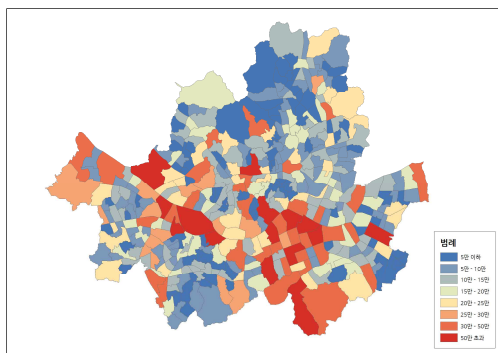 범례
5만 이하
5만 - 10만
10만 - 15만
15만 - 20만
20만 - 25만
25만 - 30만
30만 - 50만
50만 초과